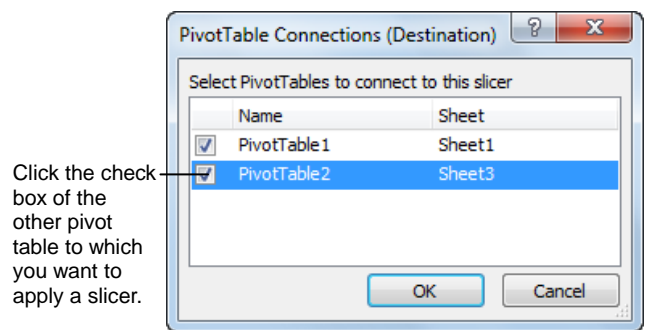 PivotTable Connections (Destination)
?
X
Select PivotTables to connect to this slicer
Name Sheet
PivotTable1 Sheet1
PivotTable2 Sheet3
Click the check
box of the
other pivot
table to which
you want to
apply a slicer.
OK Cancel